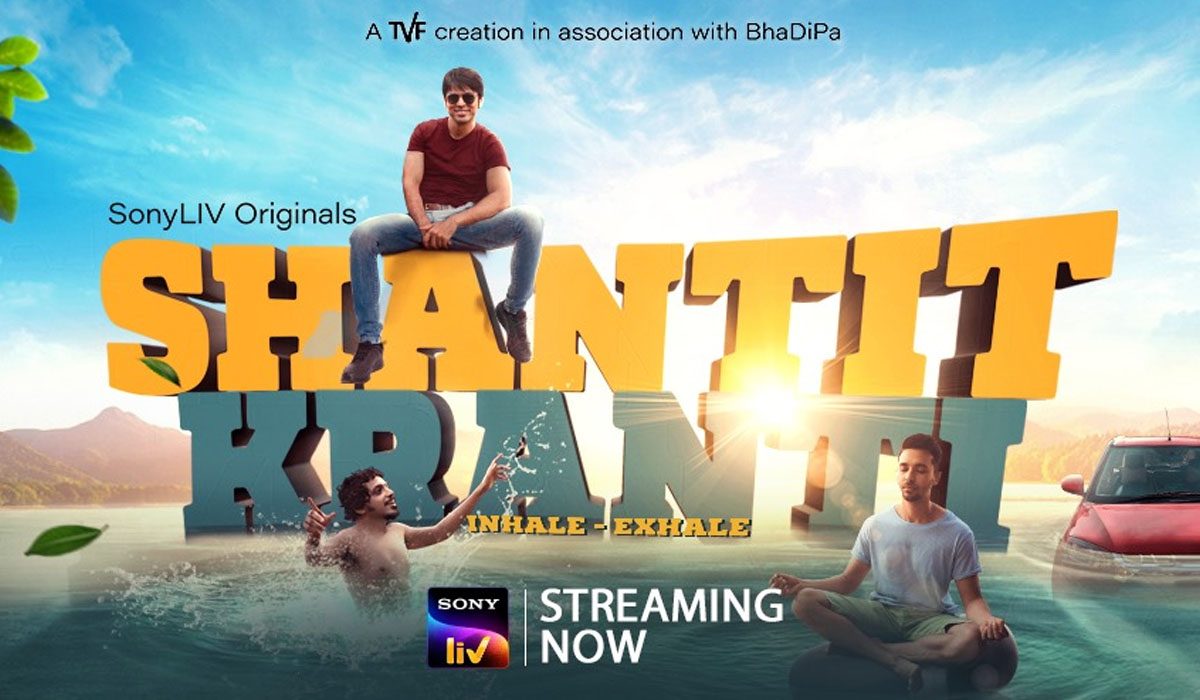 A TVF creation in association with BhaDiPa
SonyLIV Originals
SHANTIT
KRANTI
INHALE - EXHALE
SONY
liv
STREAMING
NOW